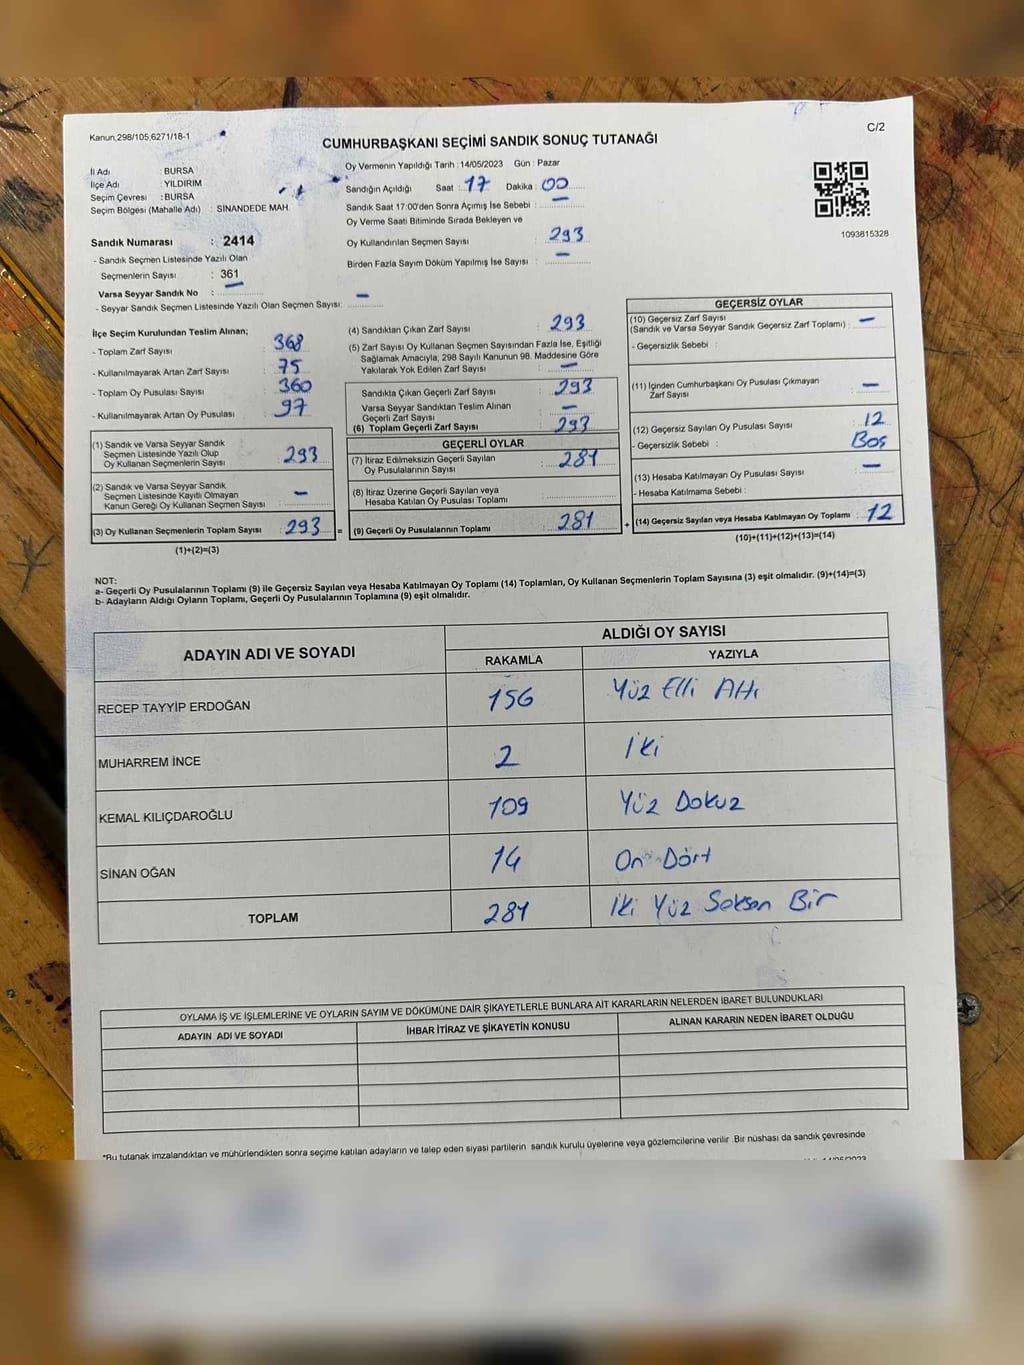 Kanun,298/105,6271/18-1
C/2
CUMHURBAŞKANI SEÇİMİ SANDIK SONUÇ TUTANAĞI
İl Adı : BURSA
İlçe Adı : YILDIRIM
Seçim Çevresi : BURSA
Seçim Bölgesi (Mahalle Adı) : SİNANDEDE MAH.
Sandık Numarası : 2414
- Sandık Seçmen Listesinde Yazılı Olan
Seçmenlerin Sayısı : 361
Varsa Seyyar Sandık No : —
- Seyyar Sandık Seçmen Listesinde Yazılı Olan Seçmen Sayısı: —
Oy Vermenin Yapıldığı Tarih : 14/05/2023 Gün : Pazar
Sandığın Açıldığı Saat : 17 Dakika : 00
Sandık Saat 17:00'den Sonra Açımış İse Sebebi : —
Oy Verme Saati Bitiminde Sırada Bekleyen ve
Oy Kullandırılan Seçmen Sayısı : 293
Birden Fazla Sayım Döküm Yapılmış İse Sayısı : —
1093815328
İlçe Seçim Kurulundan Teslim Alınan;
- Toplam Zarf Sayısı : 368
- Kullanılmayarak Artan Zarf Sayısı : 75
- Toplam Oy Pusulası Sayısı : 360
- Kullanılmayarak Artan Oy Pusulası : 97
(1) Sandık ve Varsa Seyyar Sandık
Seçmen Listesinde Yazılı Olup
Oy Kullanan Seçmenlerin Sayısı : 293
(2) Sandık ve Varsa Seyyar Sandık
Seçmen Listesinde Kayıtlı Olmayan
Kanun Gereği Oy Kullanan Seçmen Sayısı : —
(3) Oy Kullanan Seçmenlerin Toplam Sayısı : 293 =
(1)+(2)=(3)
(4) Sandıktan Çıkan Zarf Sayısı : 293
(5) Zarf Sayısı Oy Kullanan Seçmen Sayısından Fazla İse, Eşitliği
Sağlamak Amacıyla; 298 Sayılı Kanunun 98. Maddesine Göre
Yakılarak Yok Edilen Zarf Sayısı : —
Sandıkta Çıkan Geçerli Zarf Sayısı : 293
Varsa Seyyar Sandıktan Teslim Alınan
Geçerli Zarf Sayısı : —
(6) Toplam Geçerli Zarf Sayısı : 293
GEÇERLİ OYLAR
(7) İtiraz Edilmeksizin Geçerli Sayılan
Oy Pusulalarının Sayısı : 281
(8) İtiraz Üzerine Geçerli Sayılan veya
Hesaba Katılan Oy Pusulası Toplamı :
(9) Geçerli Oy Pusulalarının Toplamı : 281 +
GEÇERSİZ OYLAR
(10) Geçersiz Zarf Sayısı
(Sandık ve Varsa Seyyar Sandık Geçersiz Zarf Toplamı) : —
- Geçersizlik Sebebi :
(11) İçinden Cumhurbaşkanı Oy Pusulası Çıkmayan
Zarf Sayısı : —
(12) Geçersiz Sayılan Oy Pusulası Sayısı : 12
- Geçersizlik Sebebi : Boş
(13) Hesaba Katılmayan Oy Pusulası Sayısı : —
- Hesaba Katılmama Sebebi :
(14) Geçersiz Sayılan veya Hesaba Katılmayan Oy Toplamı : 12
(10)+(11)+(12)+(13)=(14)
NOT:
a- Geçerli Oy Pusulalarının Toplamı (9) ile Geçersiz Sayılan veya Hesaba Katılmayan Oy Toplamı (14) Toplamları, Oy Kullanan Seçmenlerin Toplam Sayısına (3) eşit olmalıdır. (9)+(14)=(3)
b- Adayların Aldığı Oyların Toplamı, Geçerli Oy Pusulalarının Toplamına (9) eşit olmalıdır.
ADAYIN ADI VE SOYADI
ALDIĞI OY SAYISI
RAKAMLA YAZIYLA
RECEP TAYYİP ERDOĞAN 156 Yüz Elli Altı
MUHARREM İNCE 2 İki
KEMAL KILIÇDAROĞLU 109 Yüz Dokuz
SİNAN OĞAN 14 On Dört
TOPLAM 281 İki Yüz Seksen Bir
OYLAMA İŞ VE İŞLEMLERİNE VE OYLARIN SAYIM VE DÖKÜMÜNE DAİR ŞİKAYETLERLE BUNLARA AİT KARARLARIN NELERDEN İBARET BULUNDUKLARI
ADAYIN ADI VE SOYADI İHBAR İTİRAZ VE ŞİKAYETİN KONUSU ALINAN KARARIN NEDEN İBARET OLDUĞU
*Bu tutanak imzalandıktan ve mühürlendikten sonra seçime katılan adayların ve talep eden siyasi partilerin sandık kurulu üyelerine veya gözlemcilerine verilir .Bir nüshası da sandık çevresinde